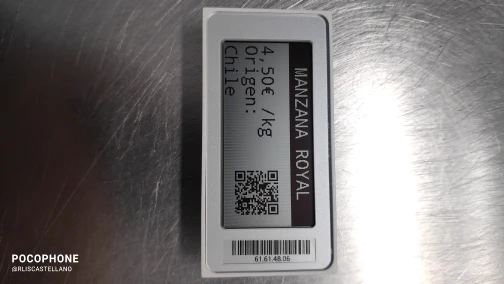 MANZANA ROYAL
4,50€ /kg
Origen:
Chile
61.61.48.06
POCOPHONE
@RLISCASTELLANO